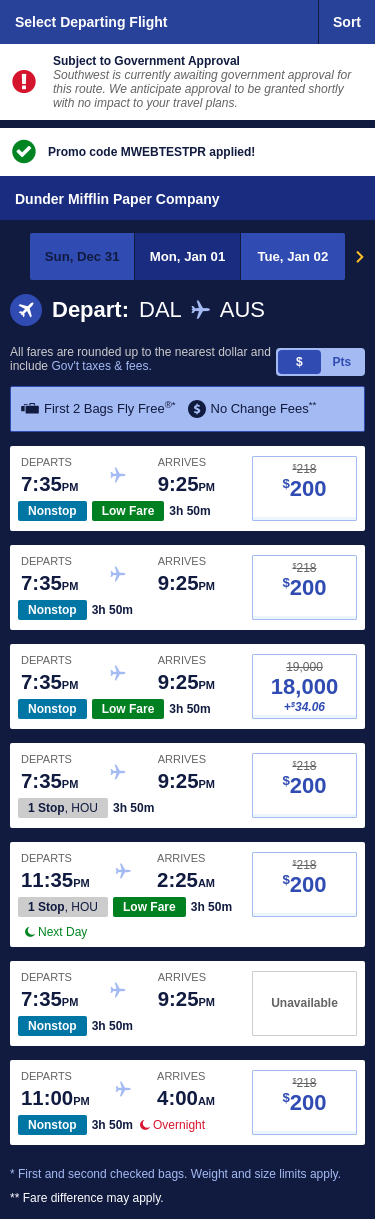 Select Departing Flight
Sort
Subject to Government Approval
Southwest is currently awaiting government approval for
this route. We anticipate approval to be granted shortly
with no impact to your travel plans.
Promo code MWEBTESTPR applied!
Dunder Mifflin Paper Company
Sun, Dec 31 Mon, Jan 01 Tue, Jan 02
Depart: DAL AUS
All fares are rounded up to the nearest dollar and
include Gov't taxes & fees.
$ Pts
First 2 Bags Fly Free®* No Change Fees**
DEPARTS ARRIVES
$218
7:35PM 9:25PM
$200
Nonstop Low Fare 3h 50m
DEPARTS ARRIVES
$218
7:35PM 9:25PM
$200
Nonstop 3h 50m
DEPARTS ARRIVES
19,000
7:35PM 9:25PM
18,000
+$34.06
Nonstop Low Fare 3h 50m
DEPARTS ARRIVES
$218
7:35PM 9:25PM
$200
1 Stop, HOU 3h 50m
DEPARTS ARRIVES
$218
11:35PM 2:25AM
$200
1 Stop, HOU Low Fare 3h 50m
Next Day
DEPARTS ARRIVES
7:35PM 9:25PM
Unavailable
Nonstop 3h 50m
DEPARTS ARRIVES
$218
11:00PM 4:00AM
$200
Nonstop 3h 50m Overnight
* First and second checked bags. Weight and size limits apply.
** Fare difference may apply.